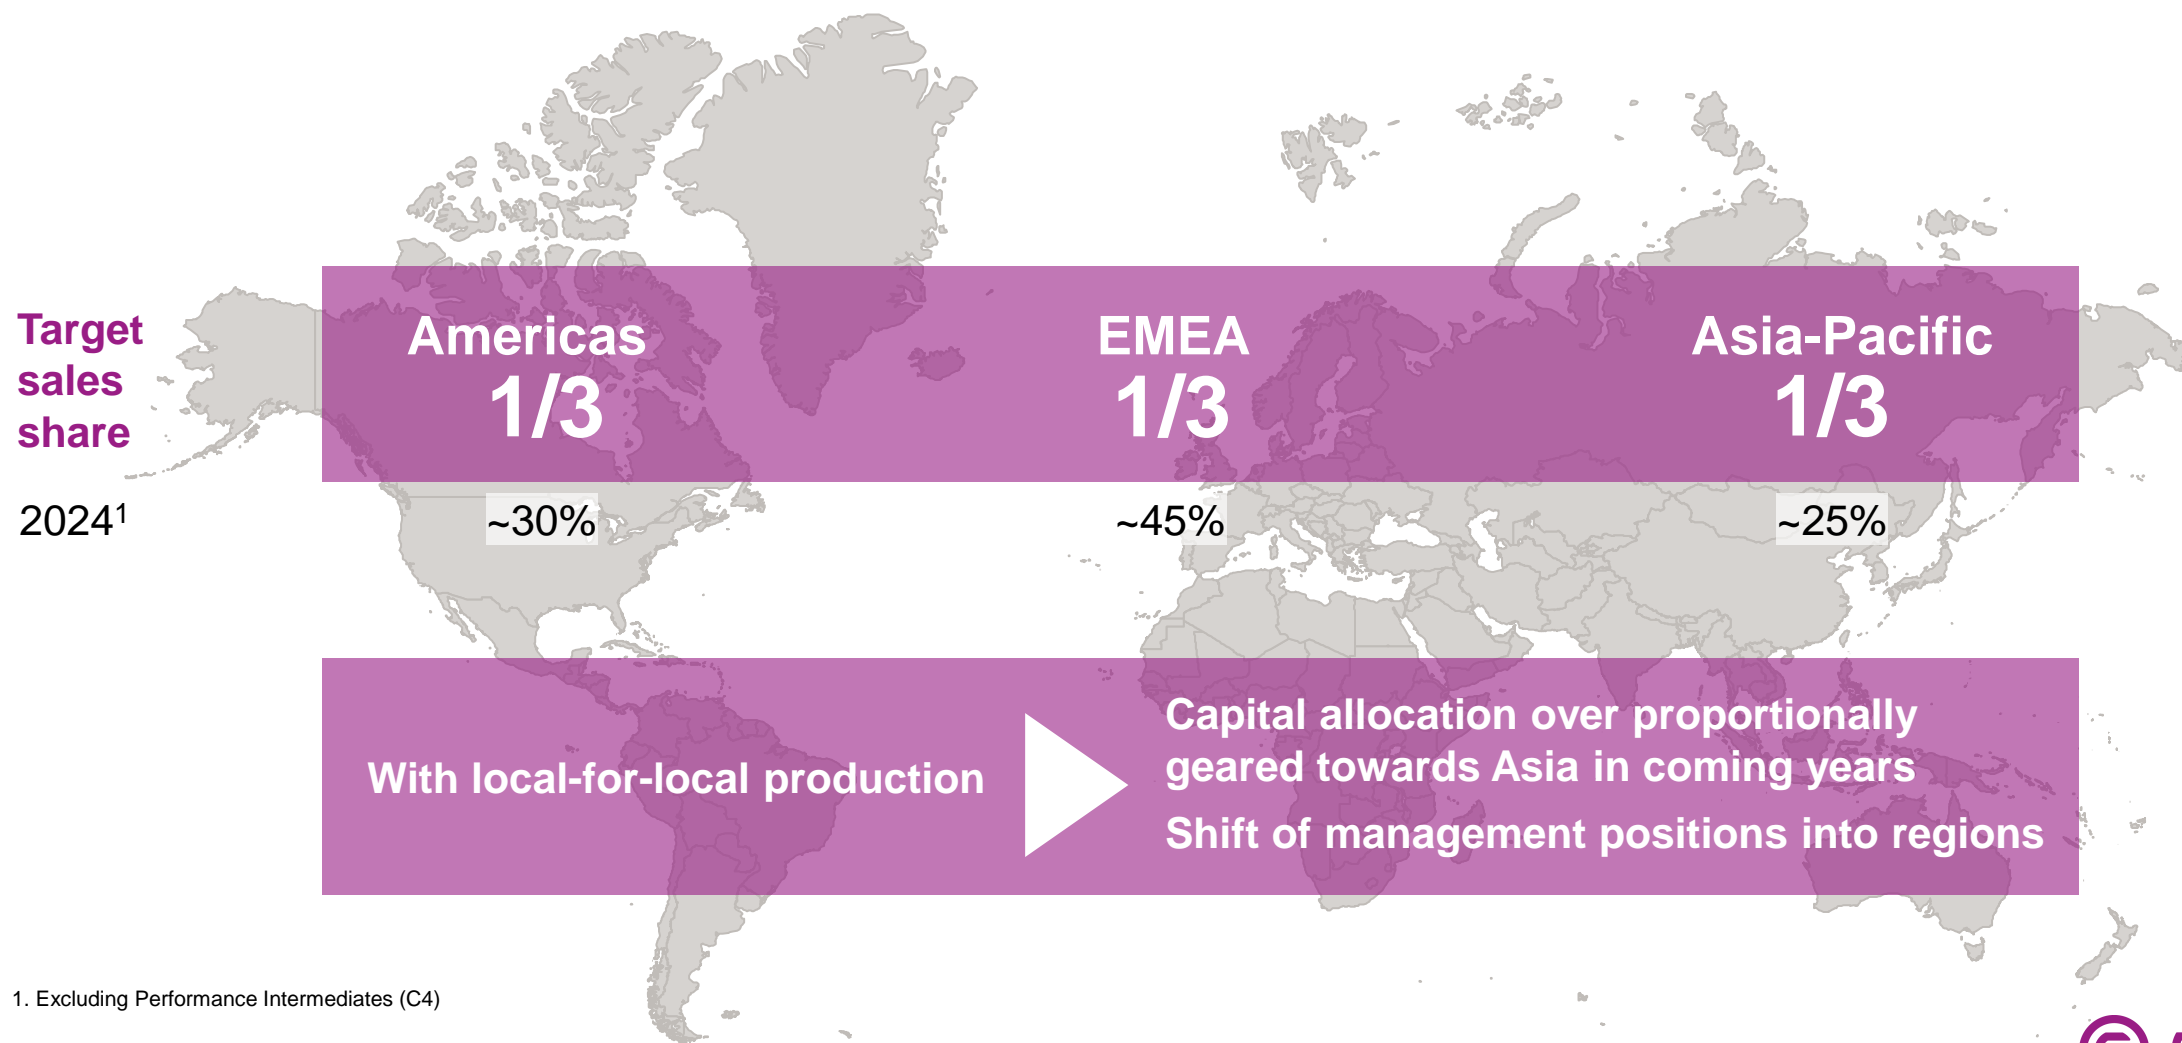 Target
sales
share
Americas
1/3
EMEA
1/3
Asia-Pacific
1/3
2024¹
~30%
~45%
~25%
With local-for-local production
Capital allocation over proportionally
geared towards Asia in coming years
Shift of management positions into regions
1. Excluding Performance Intermediates (C4)